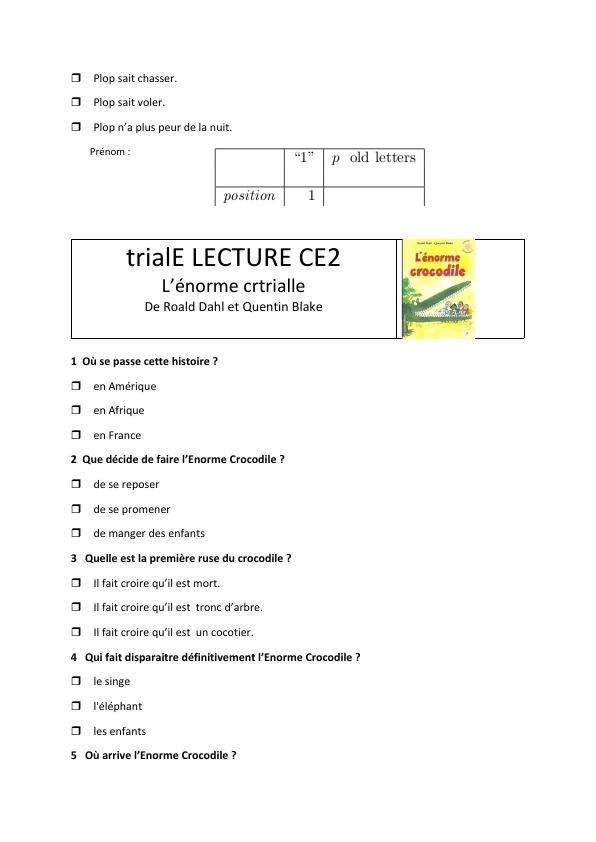 Plop sait chasser.
Plop sait voler.
Plop n'a plus peur de la nuit.
Prénom :
“1” p old letters
position 1
trialE LECTURE CE2
L'énorme crtrialle
De Roald Dahl et Quentin Blake
Roald Dahl - Quentin Blake
L'énorme
crocodile
1 Où se passe cette histoire ?
en Amérique
en Afrique
en France
2 Que décide de faire l'Enorme Crocodile ?
de se reposer
de se promener
de manger des enfants
3 Quelle est la première ruse du crocodile ?
Il fait croire qu'il est mort.
Il fait croire qu'il est tronc d'arbre.
Il fait croire qu'il est un cocotier.
4 Qui fait disparaitre définitivement l'Enorme Crocodile ?
le singe
l'éléphant
les enfants
5 Où arrive l'Enorme Crocodile ?